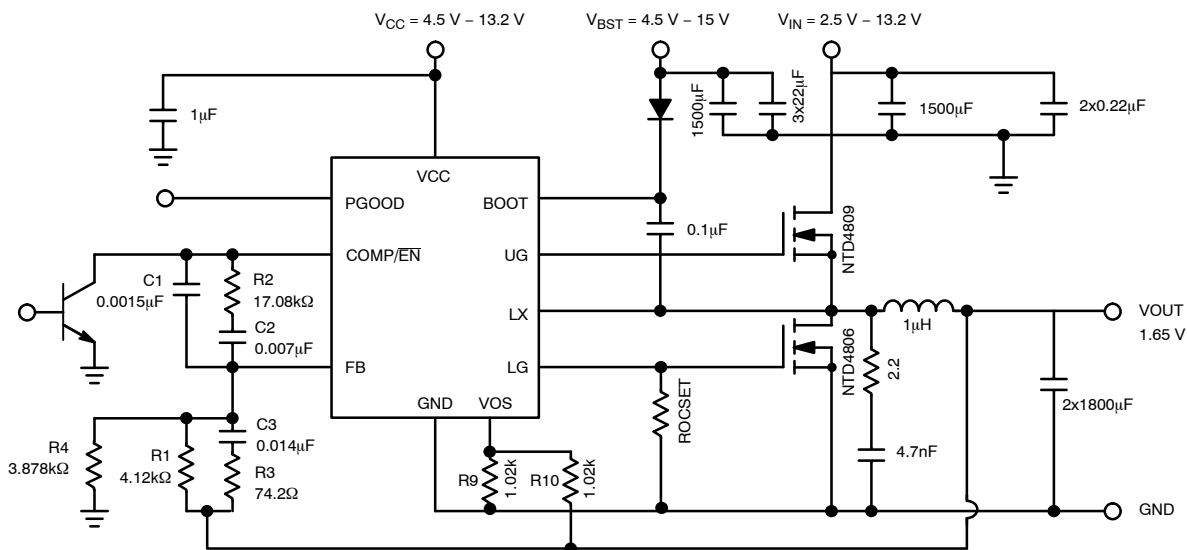 VCC = 4.5 V – 13.2 V
VBST = 4.5 V – 15 V
VIN = 2.5 V – 13.2 V
1μF
1500μF
3x22μF
1500μF
2x0.22μF
VCC
PGOOD
BOOT
0.1μF
NTD4809
COMP/EN
UG
C1
0.0015μF
R2
17.08kΩ
C2
0.007μF
LX
1μH
VOUT
1.65 V
FB
LG
NTD4806
2.2
GND
VOS
ROCSET
2x1800μF
C3
0.014μF
R4
3.878kΩ
R1
4.12kΩ
R3
74.2Ω
R9
1.02k
R10
1.02k
4.7nF
GND